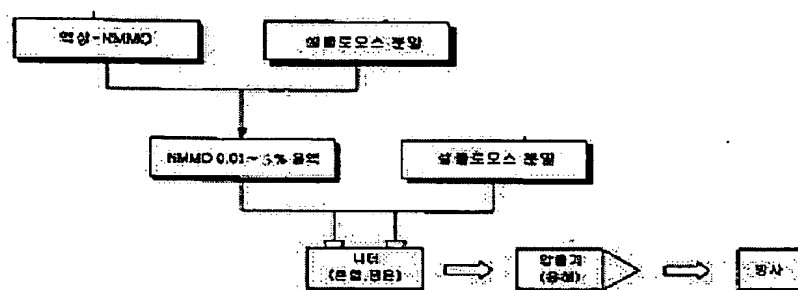 액상-NMMO
셀룰로오스 분말
NMMO 0.01~5% 용액
셀룰로오스 분말
니더
(혼합,팽윤)
압출기
(용해)
방사